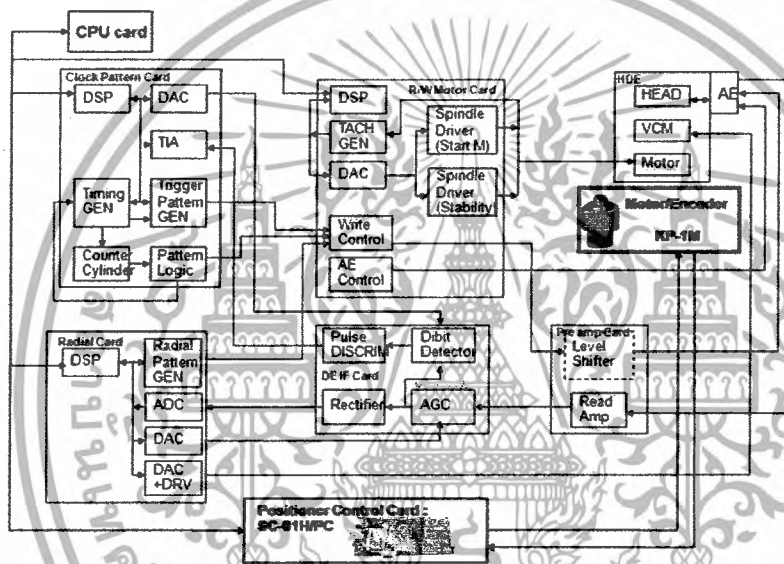 CPU card
Clock Pattern Card
DSP
DAC
TIA
Timing
GEN
Trigger
Pattern
GEN
Counter
Cylinder
Pattern
Logic
R/W Motor Card
DSP
TACH
GEN
DAC
Spindle
Driver
(Start M)
Spindle
Driver
(Stability)
Write
Control
AE
Control
HDE
HEAD
AE
VCM
Motor
Motor/Encoder
KP-1M
Radial Card
DSP
Radial
Pattern
GEN
ADC
DAC
DAC
+DRV
Pulse
DISCRIM
Dibit
Detector
DE IF Card
Rectifier
AGC
Pre amp Card
Level
Shifter
Read
Amp
Positioner Control Card :
SC-81H/PC